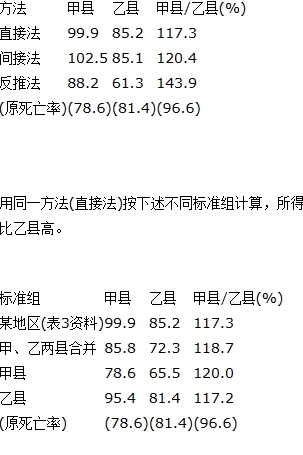 方法 甲县 乙县 甲县/乙县(%)
直接法 99.9 85.2 117.3
间接法 102.5 85.1 120.4
反推法 88.2 61.3 143.9
(原死亡率) (78.6) (81.4) (96.6)
用同一方法(直接法)按下述不同标准组计算，所得
比乙县高。
标准组 甲县 乙县 甲县/乙县(%)
某地区(表3资料) 99.9 85.2 117.3
甲、乙两县合并 85.8 72.3 118.7
甲县 78.6 65.5 120.0
乙县 95.4 81.4 117.2
(原死亡率) (78.6) (81.4) (96.6)